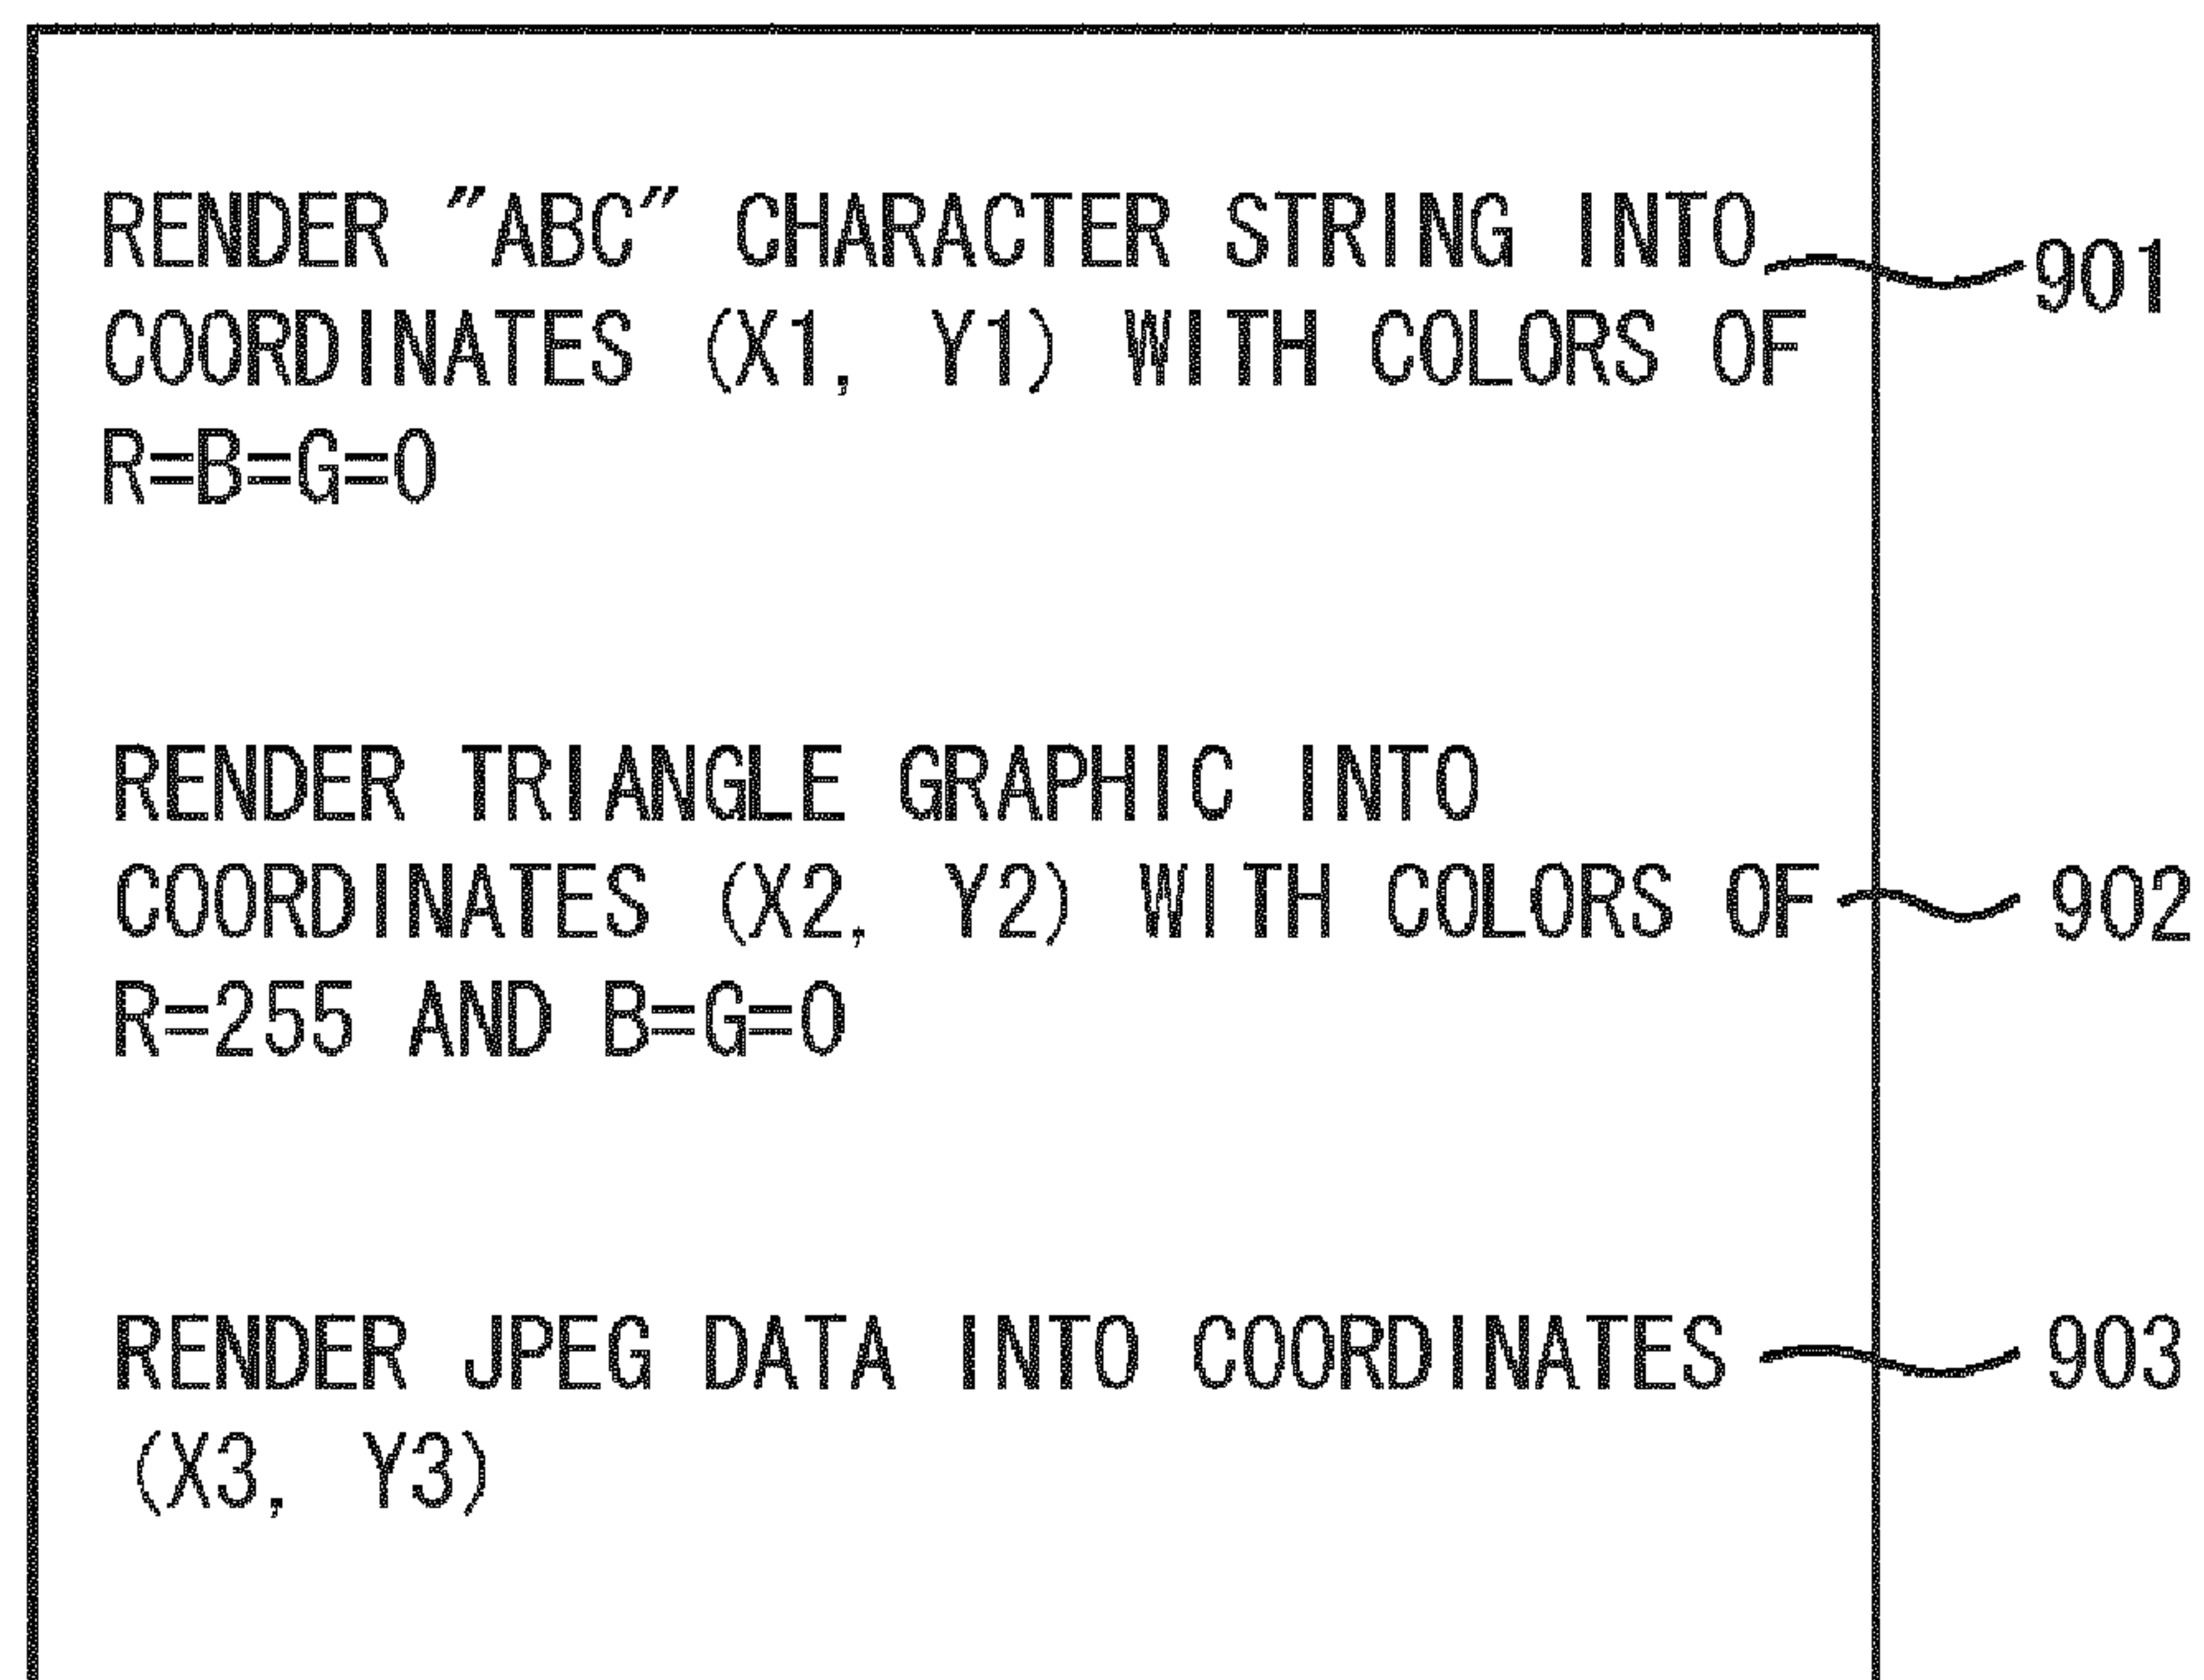 RENDER "ABC" CHARACTER STRING INTO
901
COORDINATES (X1, Y1) WITH COLORS OF
R=B=G=0
RENDER TRIANGLE GRAPHIC INTO
COORDINATES (X2, Y2) WITH COLORS OF
902
R=255 AND B=G=0
RENDER JPEG DATA INTO COORDINATES
903
(X3, Y3)